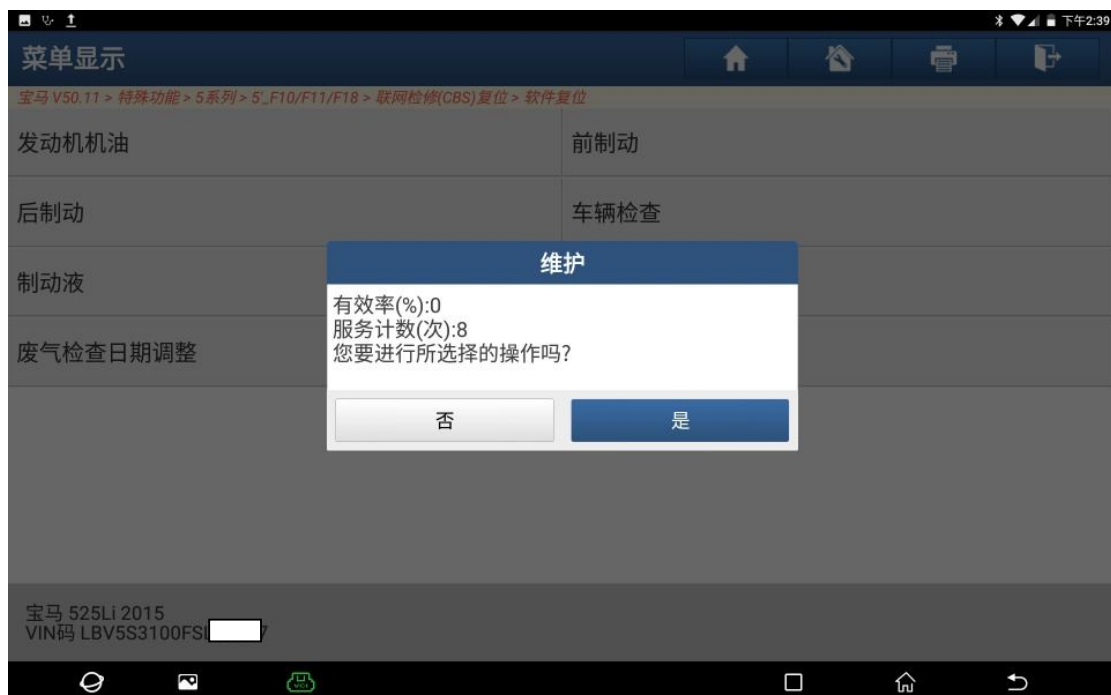 下午2:39
菜单显示
宝马 V50.11 > 特殊功能 > 5系列 > 5'_F10/F11/F18 > 联网检修(CBS)复位 > 软件复位
发动机机油
前制动
后制动
车辆检查
制动液
废气检查日期调整
维护
有效率(%):0
服务计数(次):8
您要进行所选择的操作吗?
否
是
宝马 525Li 2015
VIN码 LBV5S3100FS
VCI